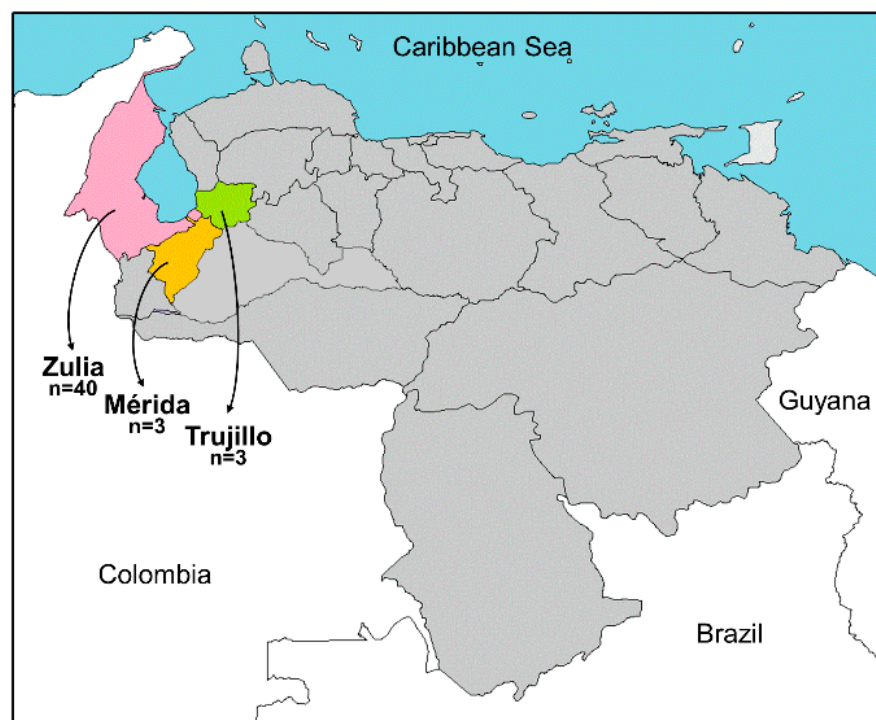 Caribbean Sea
Zulia
n=40
Mérida
n=3
Trujillo
n=3
Guyana
Colombia
Brazil